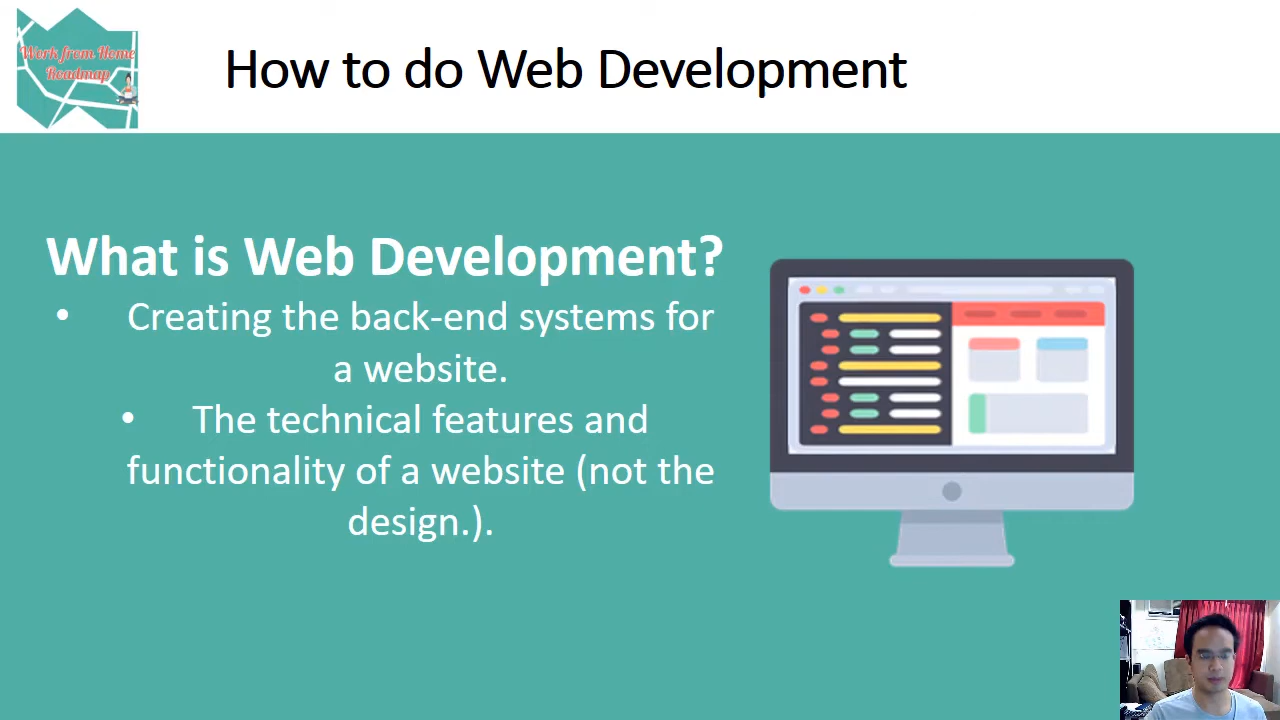 Work from Home
Roadmap
How to do Web Development
What is Web Development?
• Creating the back-end systems for
a website.
• The technical features and
functionality of a website (not the
design.).